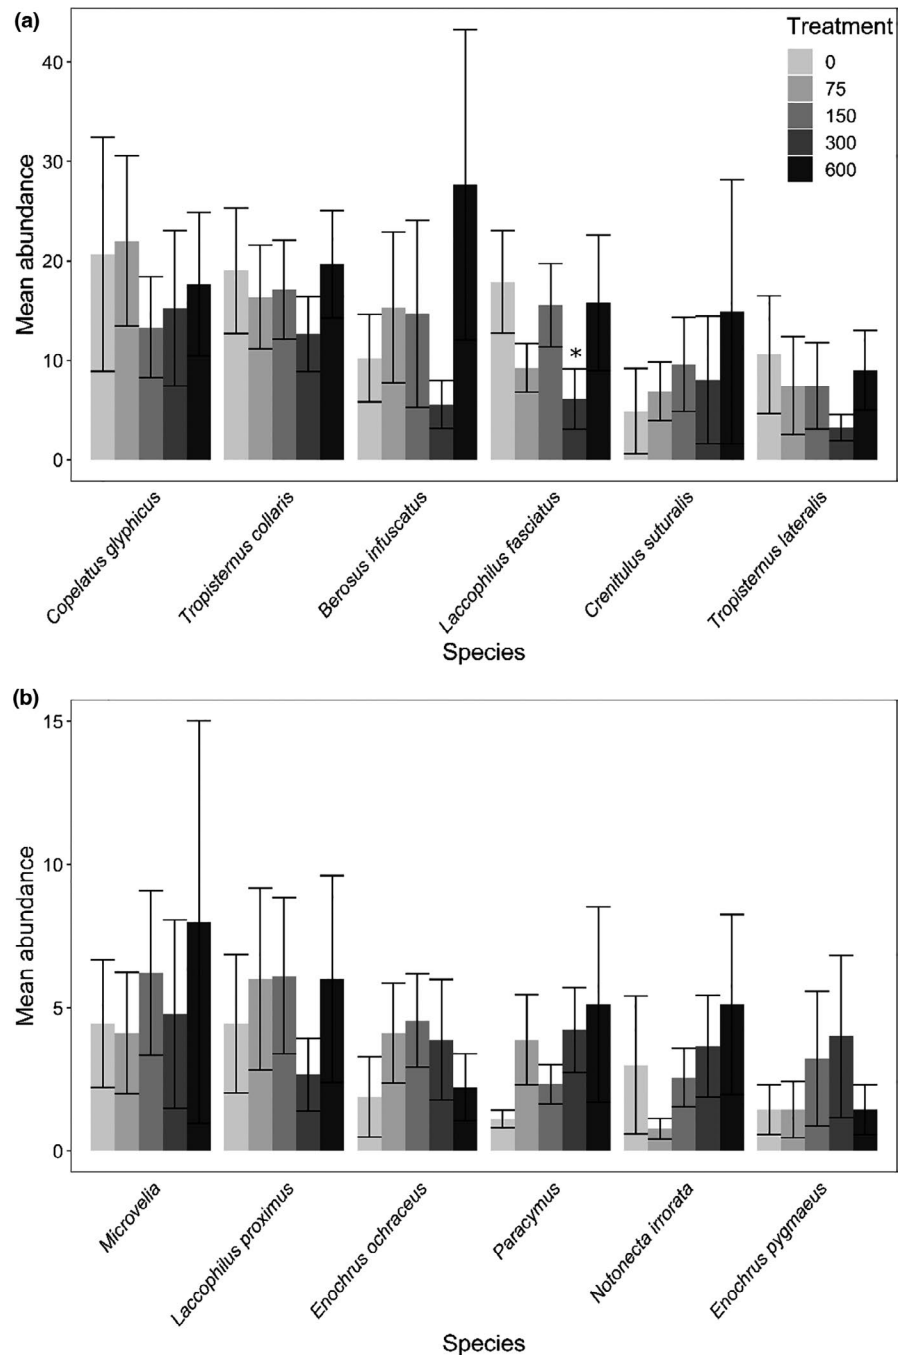 (a)
Treatment
0
75
150
300
600
40
30
20
10
0
Mean abundance
*
Copelatus glyphicus
Tropisternus collaris
Berosus infuscatus
Laccophilus fasciatus
Crenitulus suturalis
Tropisternus lateralis
Species
(b)
15
10
5
0
Mean abundance
Microvelia
Laccophilus proximus
Enochrus ochraceus
Paracymus
Notonecta irrorata
Enochrus pygmaeus
Species